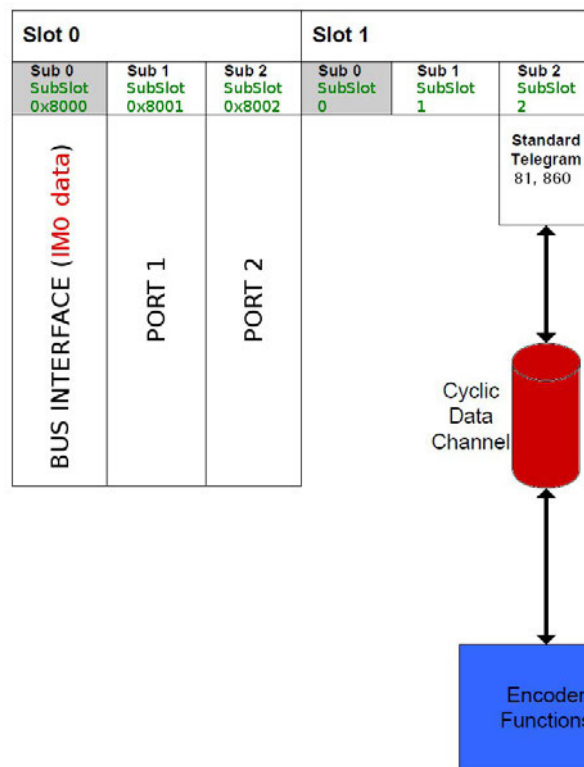 Slot 0
Slot 1
Sub 0
SubSlot
0x8000
Sub 1
SubSlot
0x8001
Sub 2
SubSlot
0x8002
Sub 0
SubSlot
0
Sub 1
SubSlot
1
Sub 2
SubSlot
2
Standard
Telegram
81, 860
BUS INTERFACE (IM0 data)
PORT 1
PORT 2
Cyclic
Data
Channel
Encoder
Functions